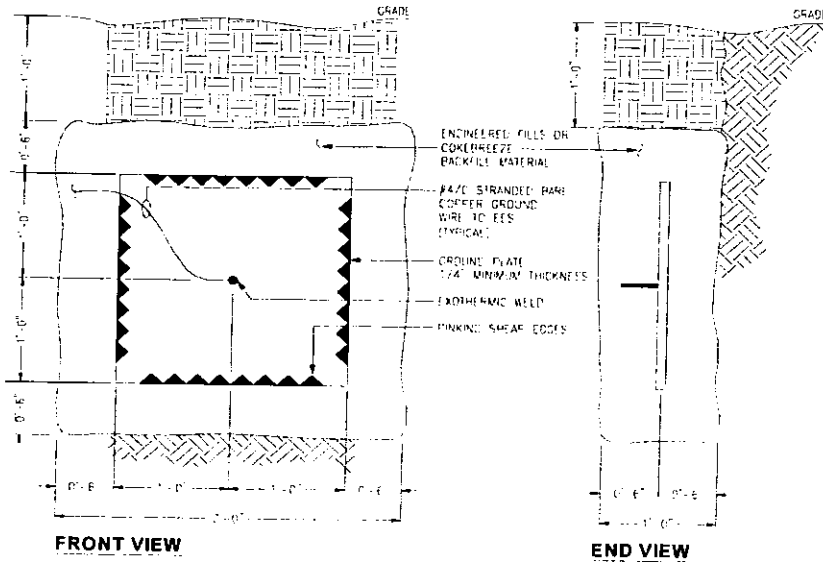 GRADE
GRADE
1'-0"
1'-0"
0'-6"
ENGINEERED FILLS OR
COKEBREEZE
BACKFILL MATERIAL
#4/0 STRANDED BARE
COPPER GROUND
WIRE TO EES
(TYPICAL)
1'-0"
GROUND PLATE
1/4" MINIMUM THICKNESS
EXOTHERMIC WELD
1'-0"
PINKING SHEAR EDGES
0'-6"
0'-6
1'-0"
1'-0"
0'-6
0'-6"
0'-6
1'-0"
FRONT VIEW
END VIEW